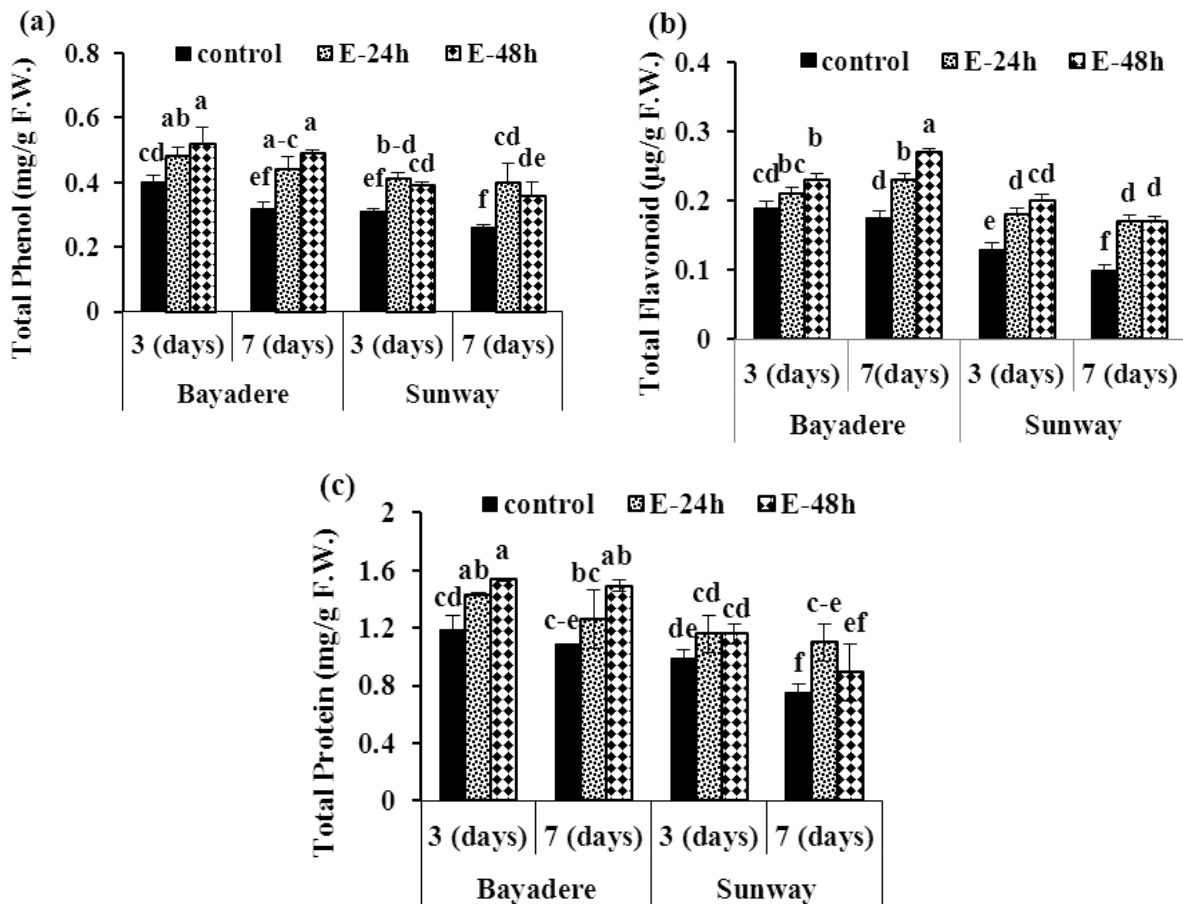 (a)
control E-24h E-48h
Total Phenol (mg/g F.W.)
0.8
0.6
0.4
0.2
0
cd ab a ef a-c a ef b-d cd f cd de
3 (days) 7 (days) 3 (days) 7 (days)
Bayadere Sunway
(b)
control E-24h E-48h
Total Flavonoid (µg/g F.W.)
0.4
0.3
0.2
0.1
0
cd bc b d b a e d cd f d d
3 (days) 7(days) 3 (days) 7 (days)
Bayadere Sunway
(c)
control E-24h E-48h
Total Protein (mg/g F.W.)
2
1.6
1.2
0.8
0.4
0
cd ab a c-e bc ab de cd cd f c-e ef
3 (days) 7 (days) 3 (days) 7 (days)
Bayadere Sunway